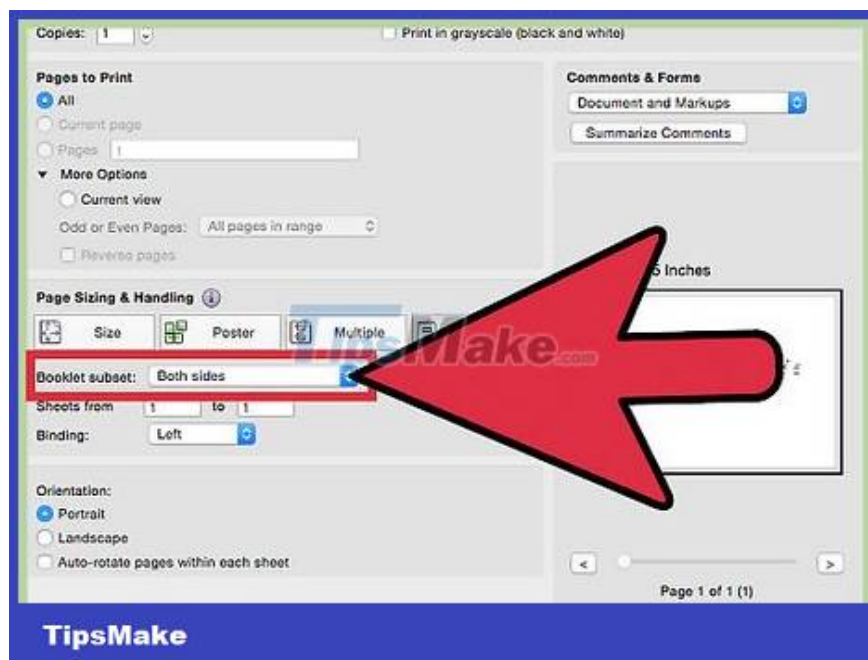 Copies: 1
Print in grayscale (black and white)
Pages to Print
All
Current page
Pages 1
More Options
Current view
Odd or Even Pages: All pages in range
Reverse pages
Comments & Forms
Document and Markups
Summarize Comments
5 Inches
Page Sizing & Handling
Size Poster Multiple
TipsMake.com
Booklet subset: Both sides
Sheets from 1 to 1
Binding: Left
Orientation:
Portrait
Landscape
Auto-rotate pages within each sheet
< >
Page 1 of 1 (1)
TipsMake